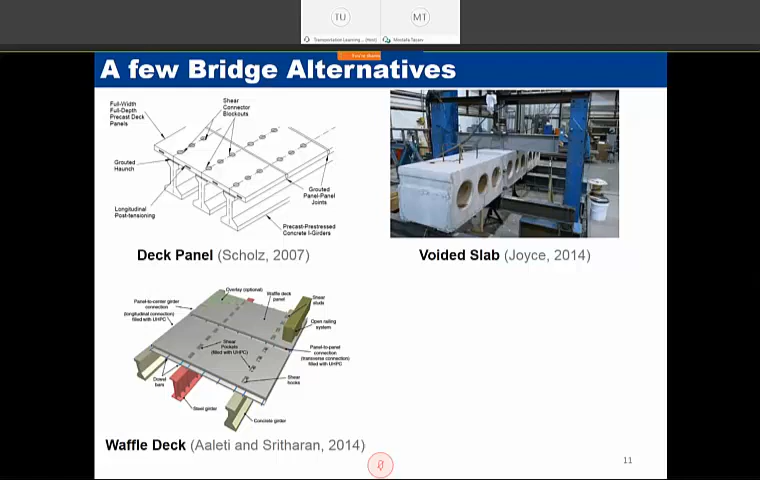 TU
MT
Transportation Learning ... (Host)
Mostafa Tazarv
A few Bridge Alternatives
Full-Width
Full-Depth
Precast Deck
Panels
Shear
Connector
Blockouts
Grouted
Haunch
Longitudinal
Post-tensioning
Grouted
Panel-Panel
Joints
Precast-Prestressed
Concrete I-Girders
Deck Panel (Scholz, 2007)
Voided Slab (Joyce, 2014)
Overlay (optional)
Waffle deck
panel
Shear
studs
Panel-to-center girder
connection
(longitudinal connection)
filled with UHPC
Open railing
system
Shear
Pockets
(filled with UHPC)
Panel-to-panel
connection
(transverse connection)
filled with UHPC
Dowel
bars
Shear
hooks
Steel girder
Concrete girder
Waffle Deck (Aaleti and Sritharan, 2014)
11